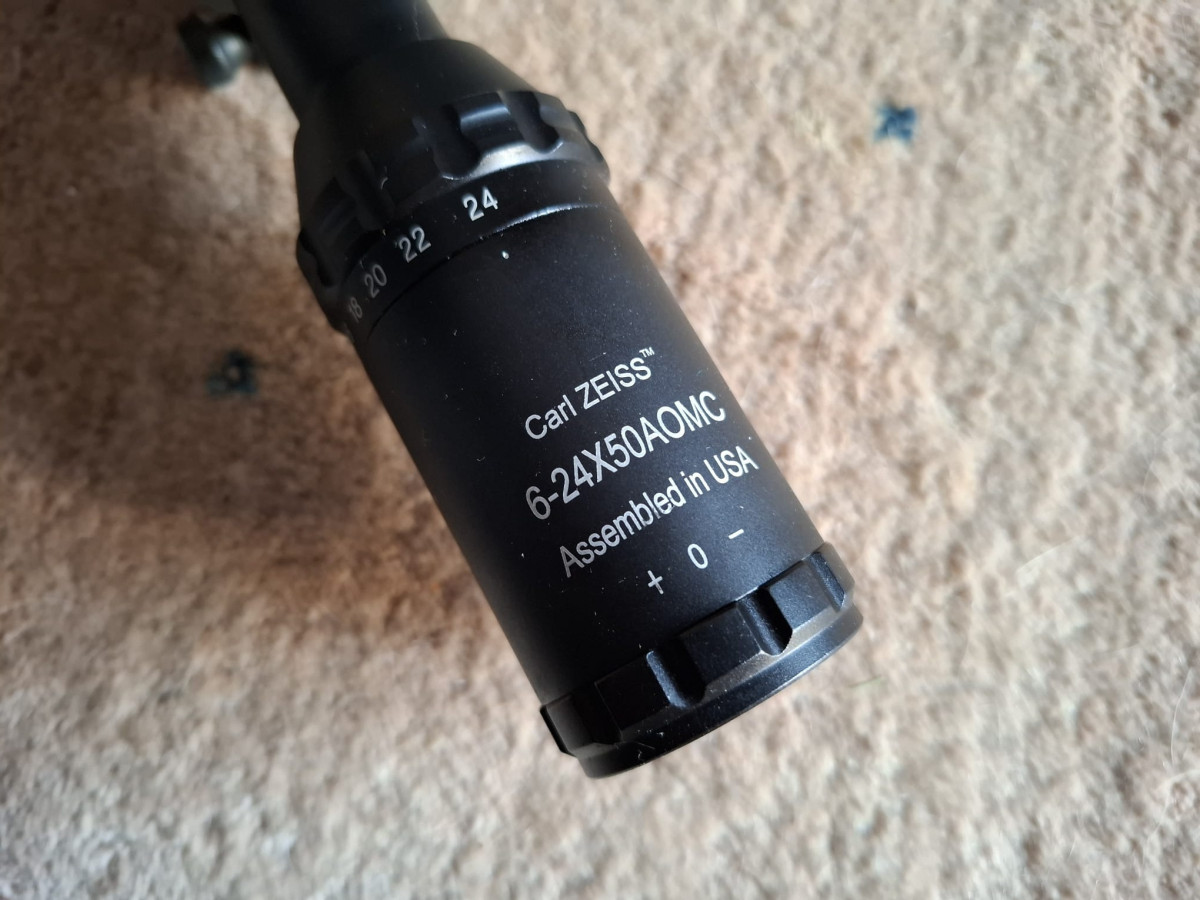 18 20 22 24
Carl ZEISS™
6-24X50AOMC
Assembled in USA
+ 0 -